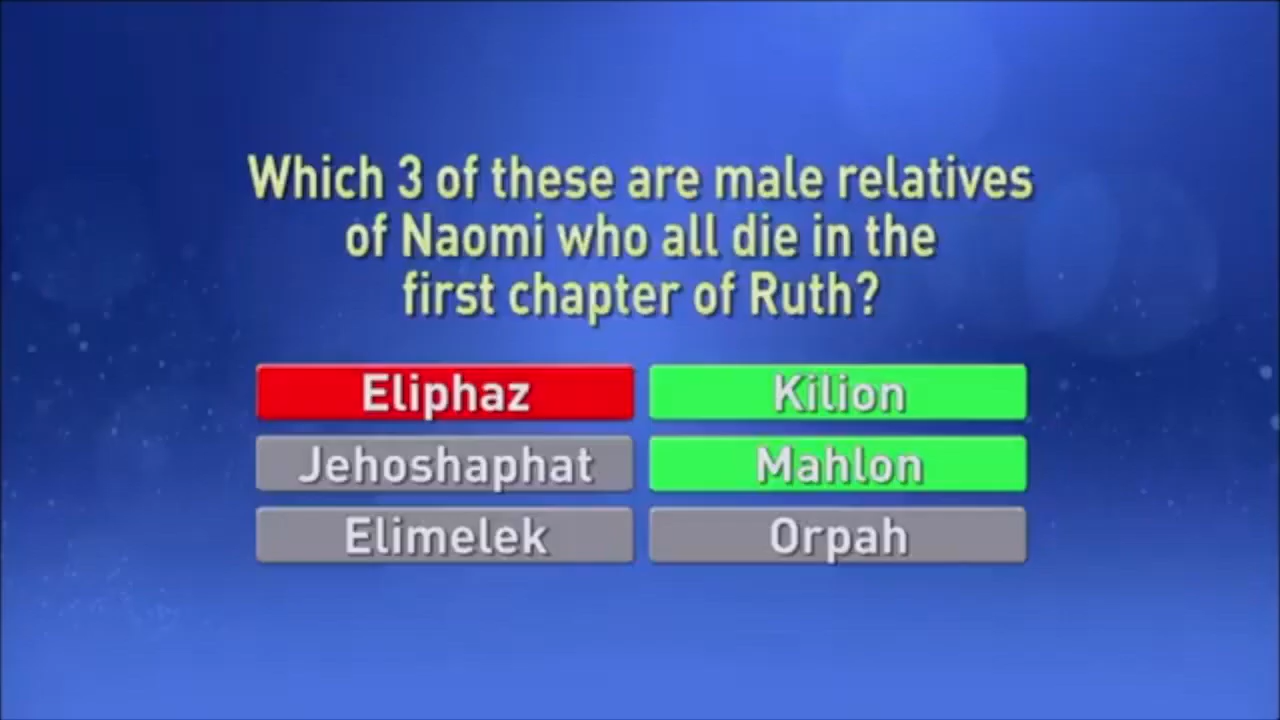 Which 3 of these are male relatives
of Naomi who all die in the
first chapter of Ruth?
Eliphaz
Kilion
Jehoshaphat
Mahlon
Elimelek
Orpah